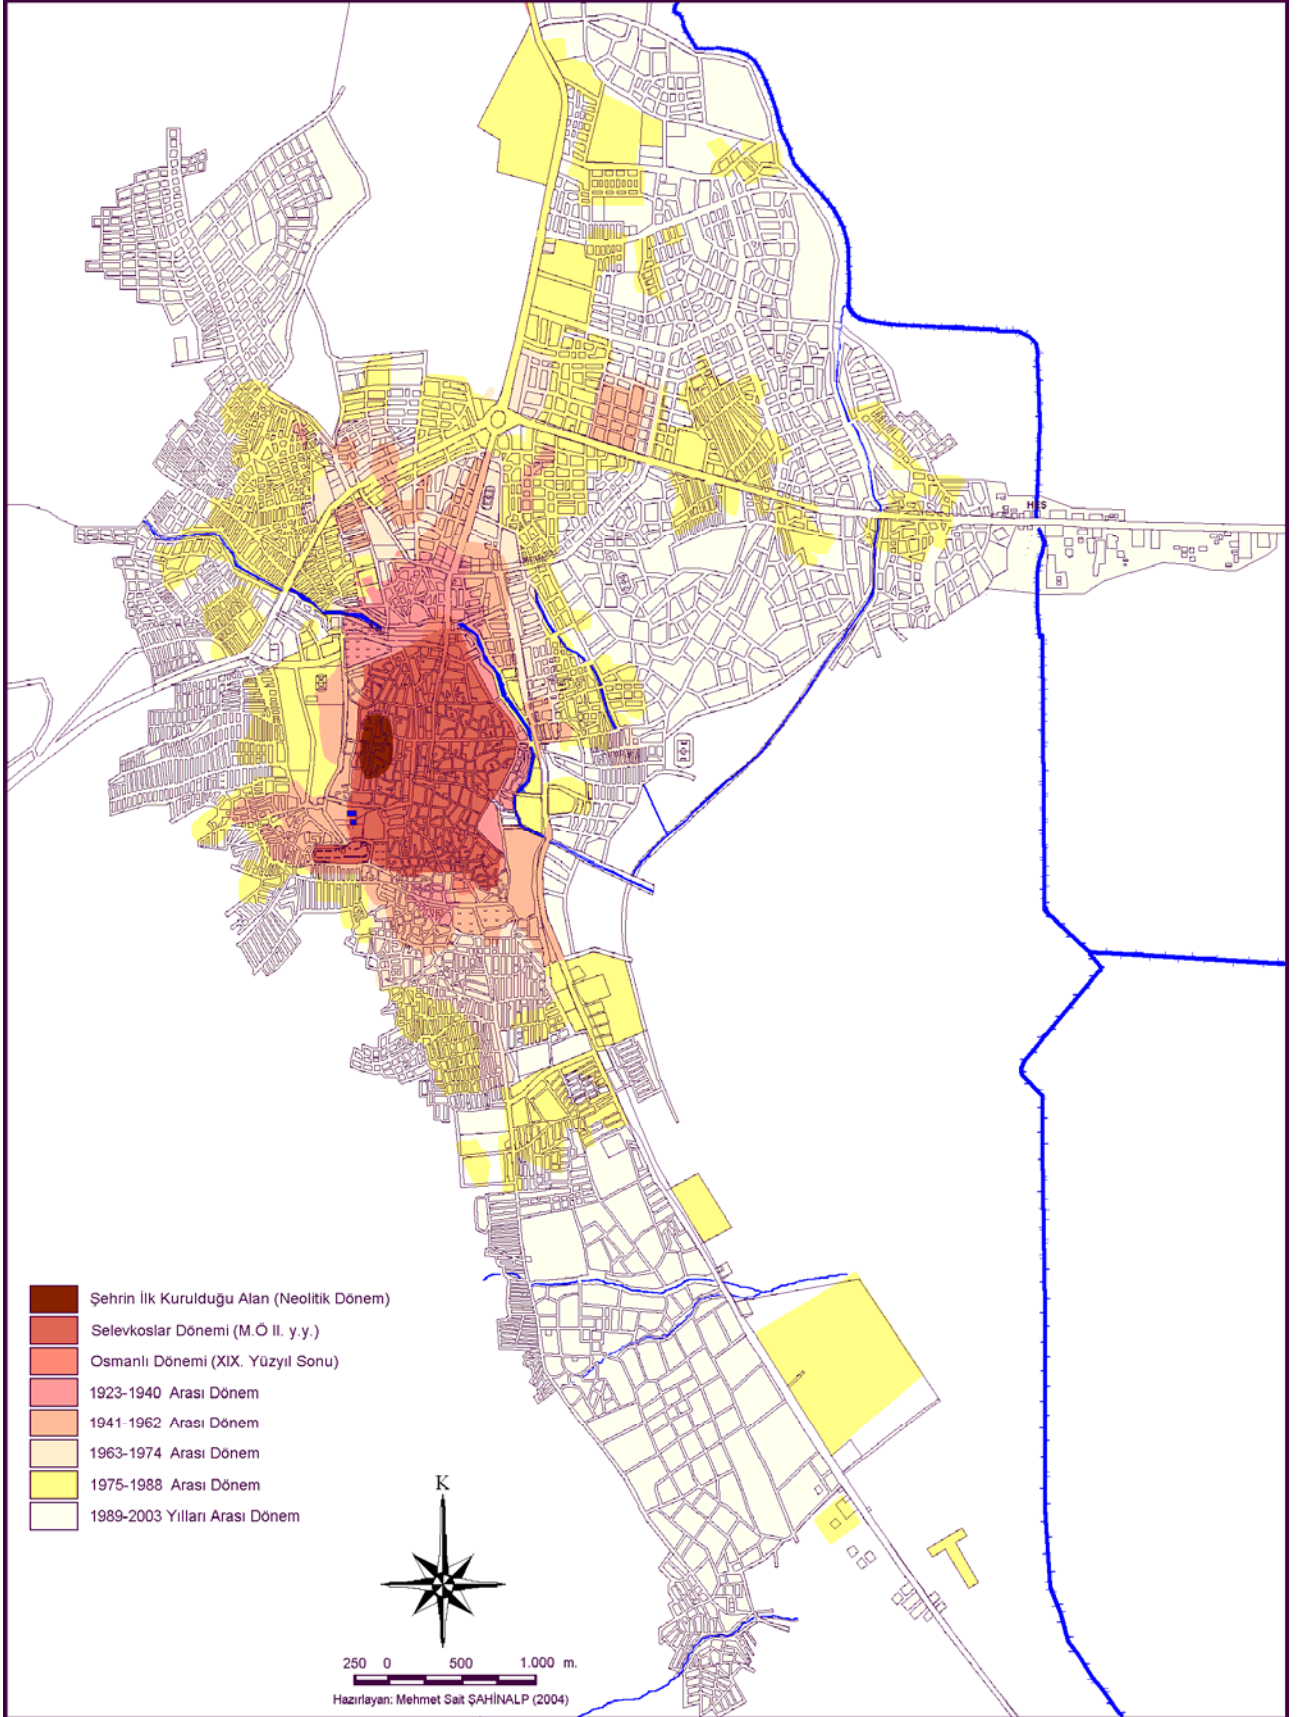 HES
Şehrin İlk Kurulduğu Alan (Neolitik Dönem)
Selevkoslar Dönemi (M.Ö II. y.y.)
Osmanlı Dönemi (XIX. Yüzyıl Sonu)
1923-1940 Arası Dönem
1941-1962 Arası Dönem
1963-1974 Arası Dönem
1975-1988 Arası Dönem
1989-2003 Yılları Arası Dönem
K
250 0 500 1.000 m.
Hazırlayan: Mehmet Sait ŞAHİNALP (2004)